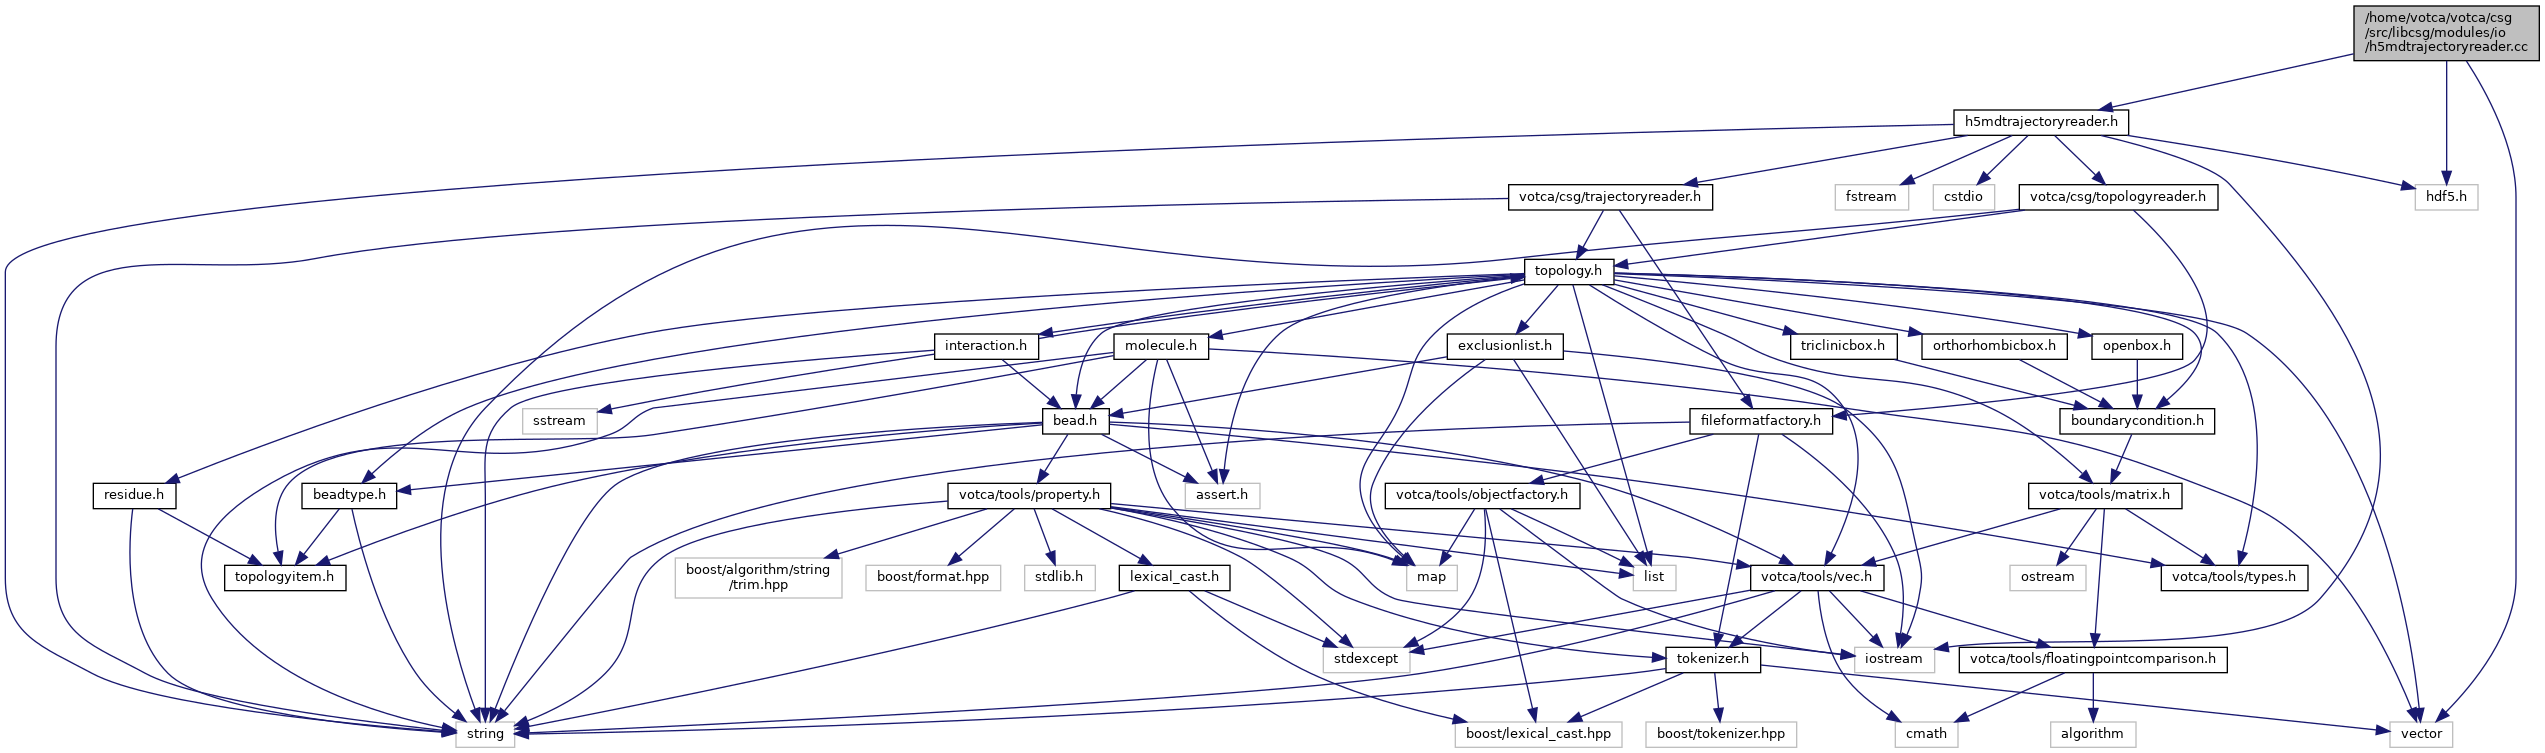 /home/votca/votca/csg
/src/libcsg/modules/io
/h5mdtrajectoryreader.cc
h5mdtrajectoryreader.h
votca/csg/trajectoryreader.h
fstream
cstdio
votca/csg/topologyreader.h
hdf5.h
topology.h
interaction.h
molecule.h
exclusionlist.h
triclinicbox.h
orthorhombicbox.h
openbox.h
sstream
bead.h
fileformatfactory.h
boundarycondition.h
residue.h
beadtype.h
votca/tools/property.h
assert.h
votca/tools/objectfactory.h
votca/tools/matrix.h
topologyitem.h
boost/algorithm/string
/trim.hpp
boost/format.hpp
stdlib.h
lexical_cast.h
map
list
votca/tools/vec.h
ostream
votca/tools/types.h
stdexcept
tokenizer.h
iostream
votca/tools/floatingpointcomparison.h
string
boost/lexical_cast.hpp
boost/tokenizer.hpp
cmath
algorithm
vector